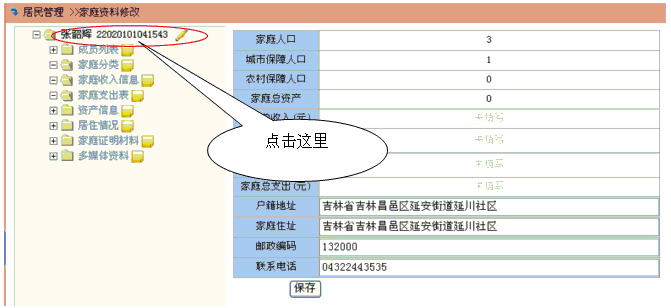 居民管理 >>家庭资料修改
张韶辉 22020101041543
成员列表
家庭分类
家庭收入信息
家庭支出表
资产信息
居住情况
家庭证明材料
多媒体资料
家庭人口 3
城市保障人口 1
农村保障人口 0
家庭总资产 0
收入(元) 未填写
点击这里
未填写
未填写
家庭总支出(元) 未填写
户籍地址 吉林省吉林昌邑区延安街道延川社区
家庭住址 吉林省吉林昌邑区延安街道延川社区
邮政编码 132000
联系电话 04322443535
保存